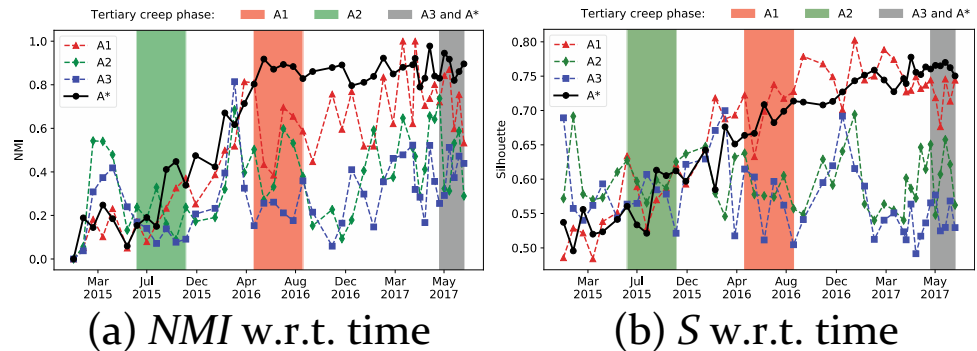 Tertiary creep phase: A1 A2 A3 and A*
NMI
1.0
0.8
0.6
0.4
0.2
0.0
A1
A2
A3
A*
Mar 2015
Jul 2015
Dec 2015
Apr 2016
Aug 2016
Dec 2016
Mar 2017
May 2017
(a) NMI w.r.t. time
Tertiary creep phase: A1 A2 A3 and A*
Silhouette
0.80
0.75
0.70
0.65
0.60
0.55
0.50
A1
A2
A3
A*
Mar 2015
Jul 2015
Dec 2015
Apr 2016
Aug 2016
Dec 2016
Mar 2017
May 2017
(b) S w.r.t. time